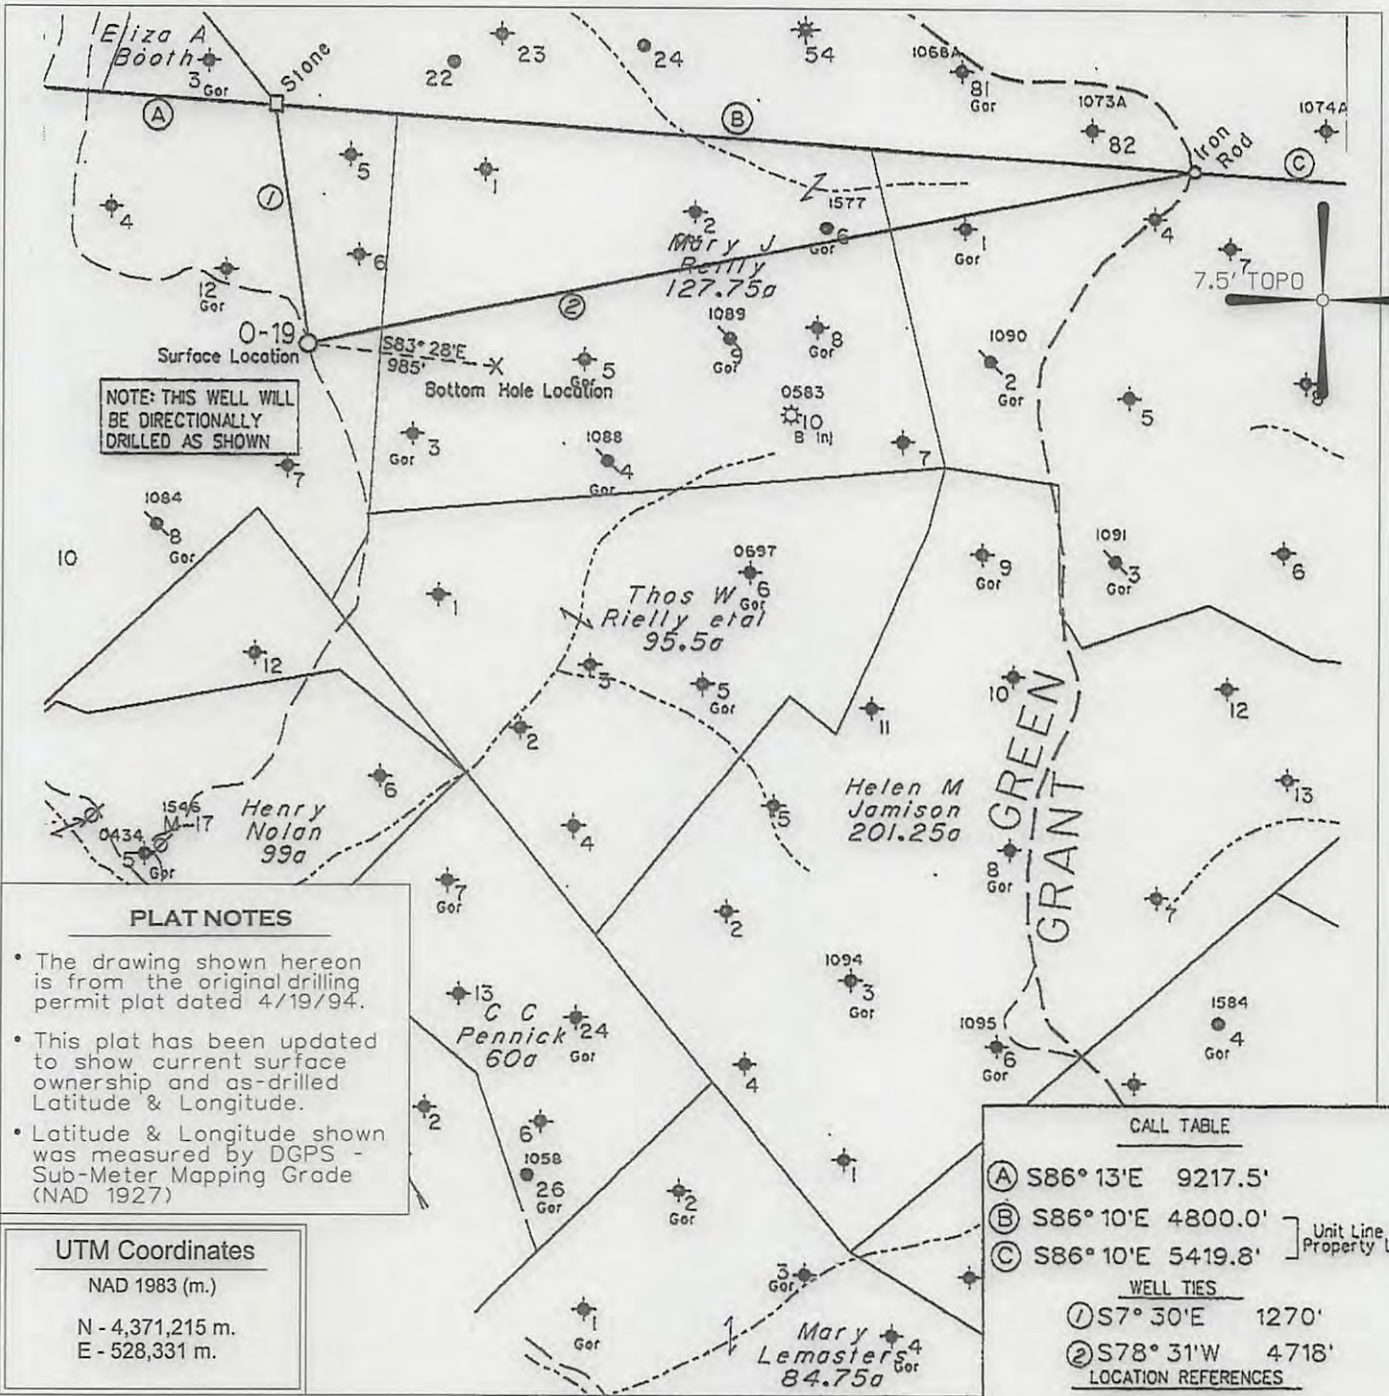 Eliza A
Booth
3
Gor
Stone
22
23
24
54
1068A
81
Gor
1073A
82
1074A
Iron
Rod
A
B
C
1
5
1
4
6
12
Gor
2
Mary J
Reilly
127.75a
1577
6
Gor
1
Gor
4
7
7.5' TOPO
O-19
Surface Location
2
S83° 28'E
985'
Bottom Hole Location
5
Gor
1089
9
Gor
8
Gor
1090
2
Gor
0583
10
B Inj
5
8
NOTE: THIS WELL WILL
BE DIRECTIONALLY
DRILLED AS SHOWN
3
Gor
1088
4
Gor
7
7
1084
8
Gor
10
1
0697
6
Gor
Thos W
Rielly etal
95.5a
9
Gor
1091
3
Gor
6
12
3
5
Gor
10
12
11
2
6
Henry
Nolan
99a
1546
M-17
0434
5
Gor
4
5
Helen M
Jamison
201.25a
8
Gor
GREEN
GRANT
13
7
7
Gor
2
PLAT NOTES
• The drawing shown hereon
is from the original drilling
permit plat dated 4/19/94.
• This plat has been updated
to show current surface
ownership and as-drilled
Latitude & Longitude.
• Latitude & Longitude shown
was measured by DGPS -
Sub-Meter Mapping Grade
(NAD 1927)
13
C C
Pennick
60a
24
Gor
1094
3
Gor
1095
6
Gor
1584
4
Gor
4
2
6
1058
26
Gor
2
Gor
1
3
Gor
1
Gor
Mary
Lemasters
84.75a
4
Gor
UTM Coordinates
NAD 1983 (m.)
N - 4,371,215 m.
E - 528,331 m.
CALL TABLE
A S86° 13'E 9217.5'
B S86° 10'E 4800.0'
C S86° 10'E 5419.8'
Unit Line
Property L
WELL TIES
1 S7° 30'E 1270'
2 S78° 31'W 4718'
LOCATION REFERENCES